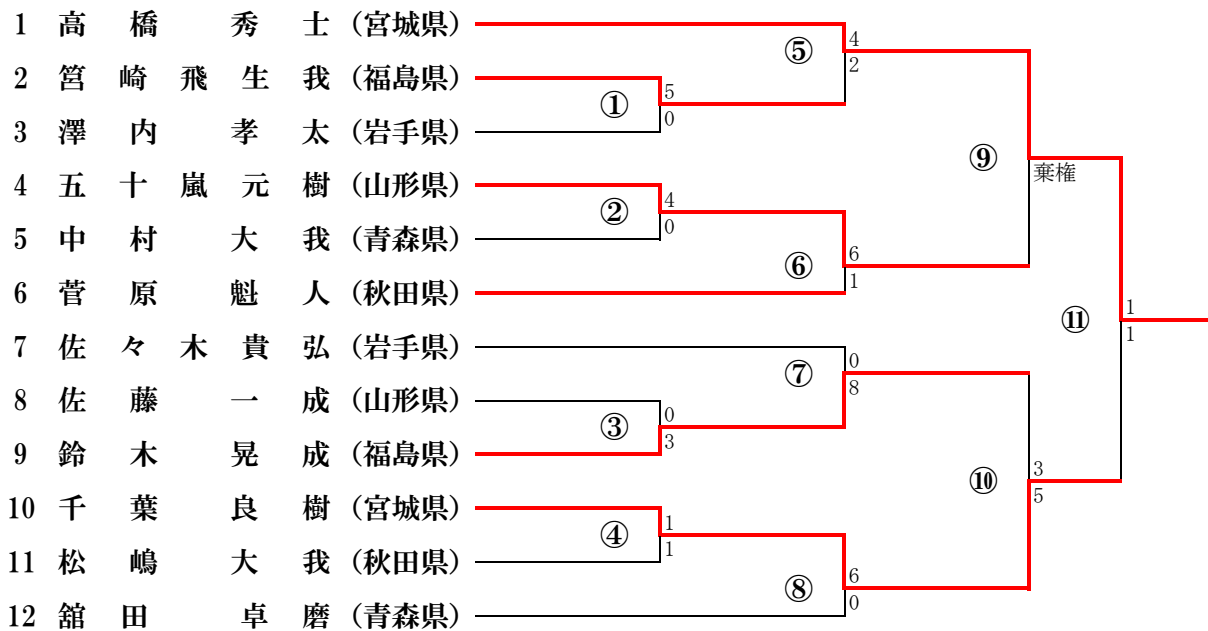 1 高橋秀士（宮城県）
4
⑤
2
2 筥崎飛生我（福島県）
5
①
0
3 澤内孝太（岩手県）
⑨
棄権
4 五十嵐元樹（山形県）
4
②
0
5 中村大我（青森県）
6
⑥
1
6 菅原魁人（秋田県）
1
⑪
1
7 佐々木貴弘（岩手県）
0
⑦
8
8 佐藤一成（山形県）
0
③
3
9 鈴木晃成（福島県）
3
⑩
5
10 千葉良樹（宮城県）
1
④
1
11 松嶋大我（秋田県）
6
⑧
0
12 舘田卓磨（青森県）